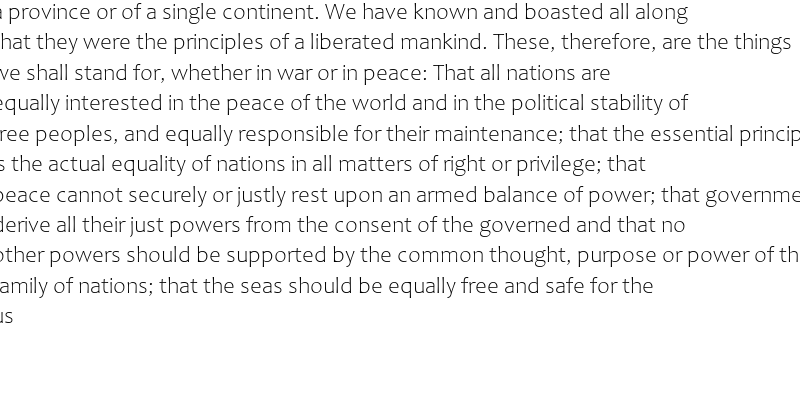 a province or of a single continent. We have known and boasted all along
that they were the principles of a liberated mankind. These, therefore, are the things
we shall stand for, whether in war or in peace: That all nations are
equally interested in the peace of the world and in the political stability of
free peoples, and equally responsible for their maintenance; that the essential
is the actual equality of nations in all matters of right or privilege; that
peace cannot securely or justly rest upon an armed balance of power; that
derive all their just powers from the consent of the governed and that no
other powers should be supported by the common thought, purpose or power of
family of nations; that the seas should be equally free and safe for the
us